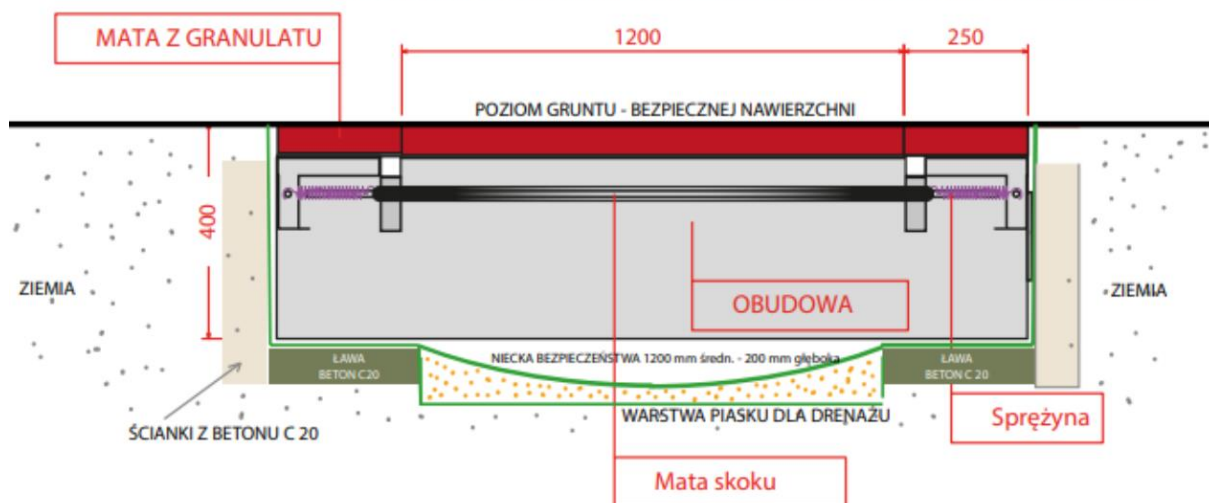 MATA Z GRANULATU
1200
250
POZIOM GRUNTU - BEZPIECZNEJ NAWIERZCHNI
400
ZIEMIA
ZIEMIA
OBUDOWA
NIECKA BEZPIECZEŃSTWA 1200 mm średn. - 200 mm głęboka
ŁAWA
BETON C20
ŁAWA
BETON C 20
WARSTWA PIASKU DLA DRENAŻU
Sprężyna
ŚCIANKI Z BETONU C 20
Mata skoku